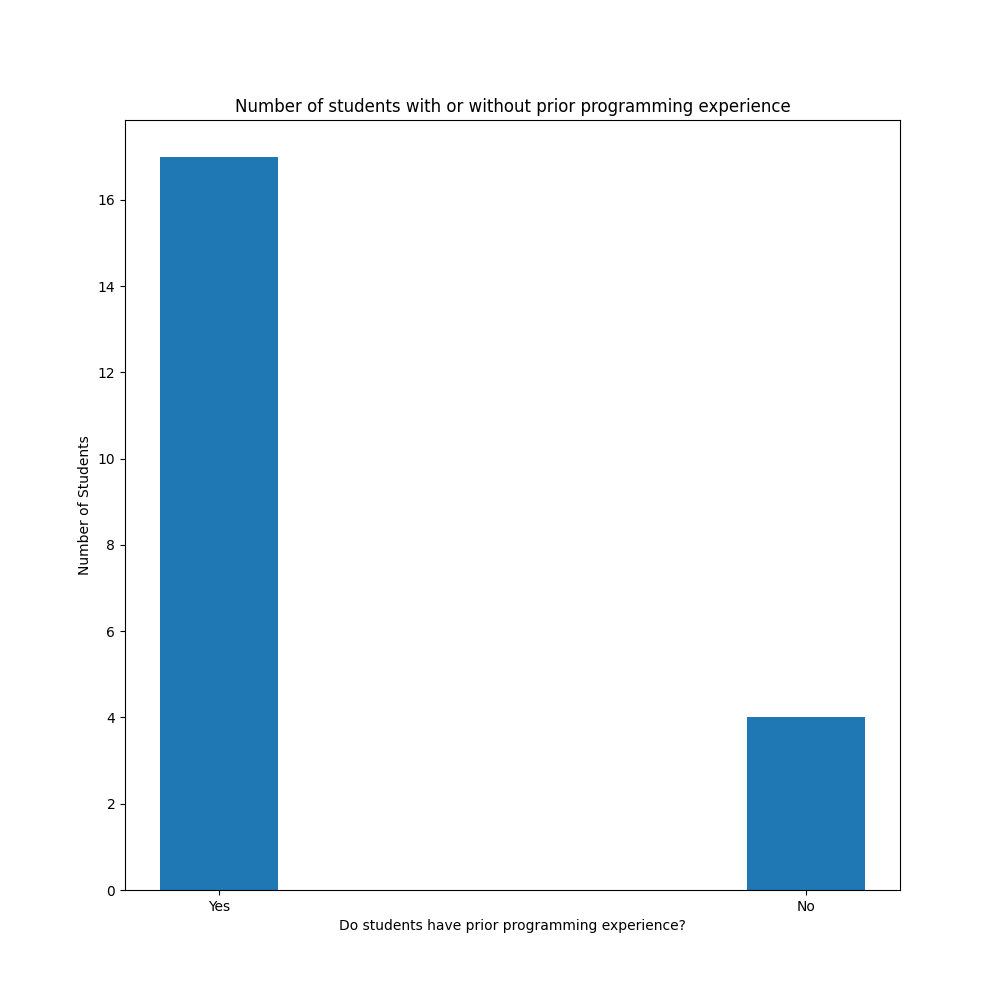 Number of students with or without prior programming experience
16
14
12
10
8
6
4
2
0
Number of Students
Yes
No
Do students have prior programming experience?